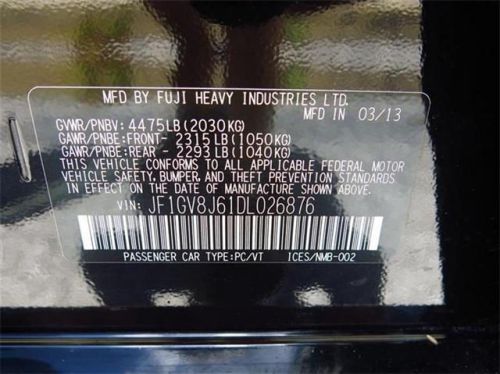 MFD BY FUJI HEAVY INDUSTRIES LTD.
MFD IN 03/13
GVWR/PNBV: 4475LB(2030KG)
GAWR/PNBE:FRONT- 2315LB(1050KG)
GAWR/PNBE:REAR - 2293LB(1040KG)
THIS VEHICLE CONFORMS TO ALL APPLICABLE FEDERAL MOTOR
VEHICLE SAFETY, BUMPER, AND THEFT PREVENTION STANDARDS
IN EFFECT ON THE DATE OF MANUFACTURE SHOWN ABOVE.
VIN: JF1GV8J61DL026876
PASSENGER CAR TYPE:PC/VT ICES/NMB-002